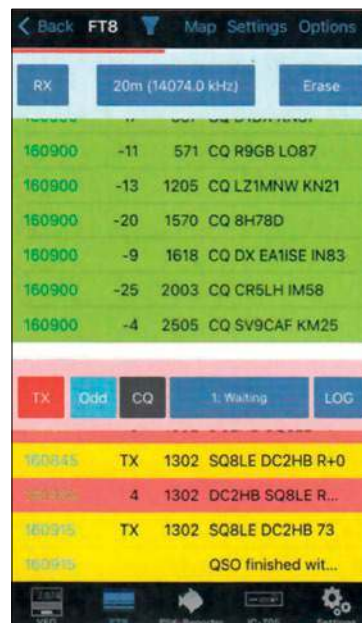 Back FT8 Map Settings Options
RX 20m (14074.0 kHz) Erase
160900 -11 571 CQ R9GB LO87
160900 -13 1205 CQ LZ1MNW KN21
160900 -20 1570 CQ 8H78D
160900 -9 1618 CQ DX EA1ISE IN83
160900 -25 2003 CQ CR5LH IM58
160900 -4 2505 CQ SV9CAF KM25
TX Odd CQ 1: Waiting LOG
160845 TX 1302 SQ8LE DC2HB R+0
4 1302 DC2HB SQ8LE R...
160915 TX 1302 SQ8LE DC2HB 73
160915 QSO finished wit...